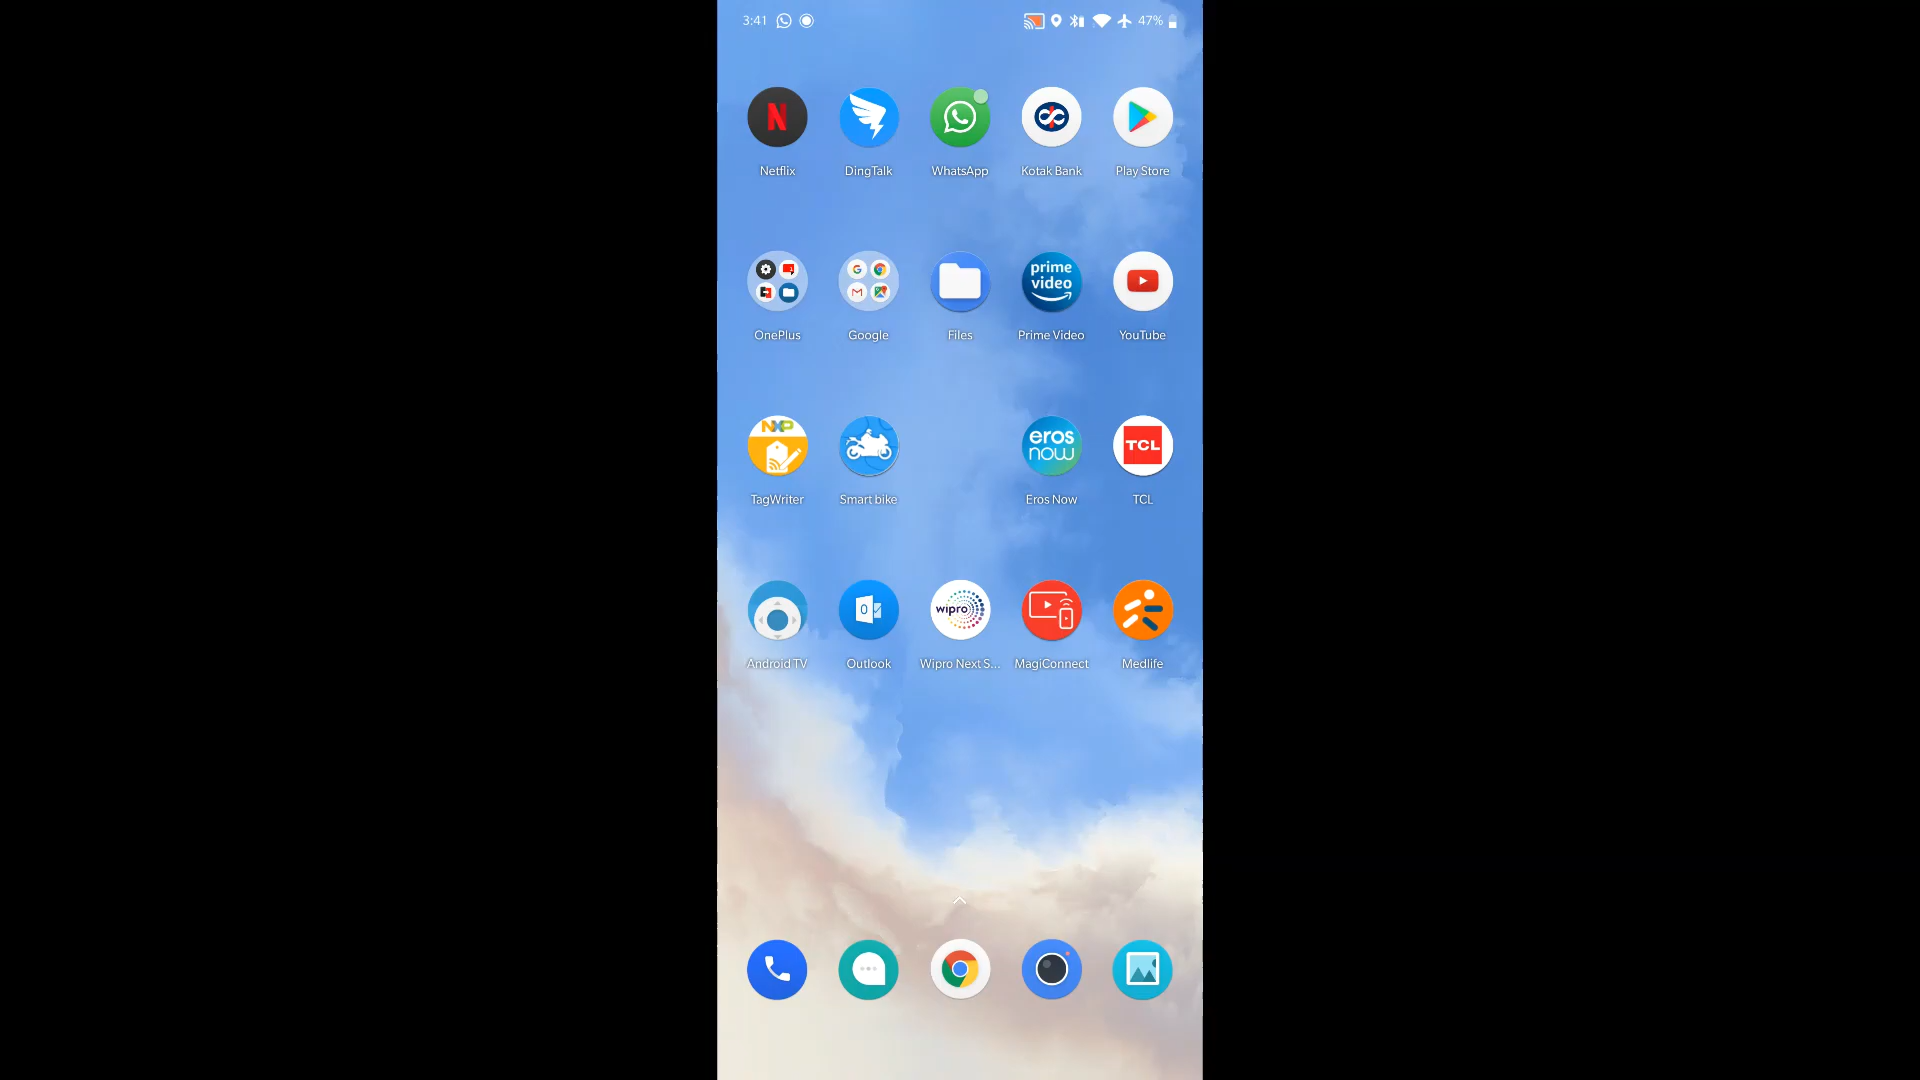 3:41 47%
N
Netflix DingTalk WhatsApp Kotak Bank Play Store
prime
video
OnePlus Google Files Prime Video YouTube
NXP
eros
now
TCL
TagWriter Smart bike Eros Now TCL
wipro
Android TV Outlook Wipro Next S... MagiConnect Medlife